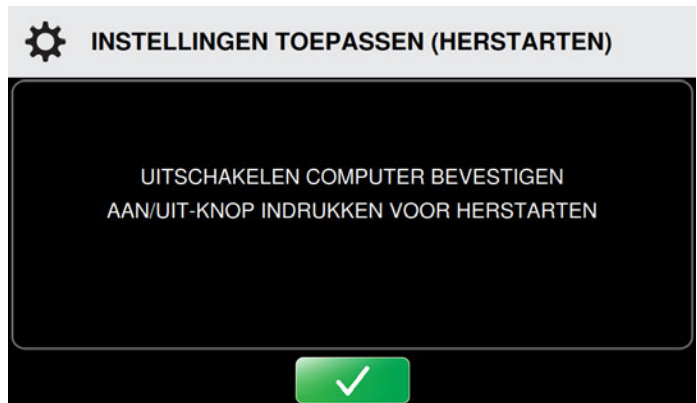 INSTELLINGEN TOEPASSEN (HERSTARTEN)
UITSCHAKELEN COMPUTER BEVESTIGEN
AAN/UIT-KNOP INDRUKKEN VOOR HERSTARTEN